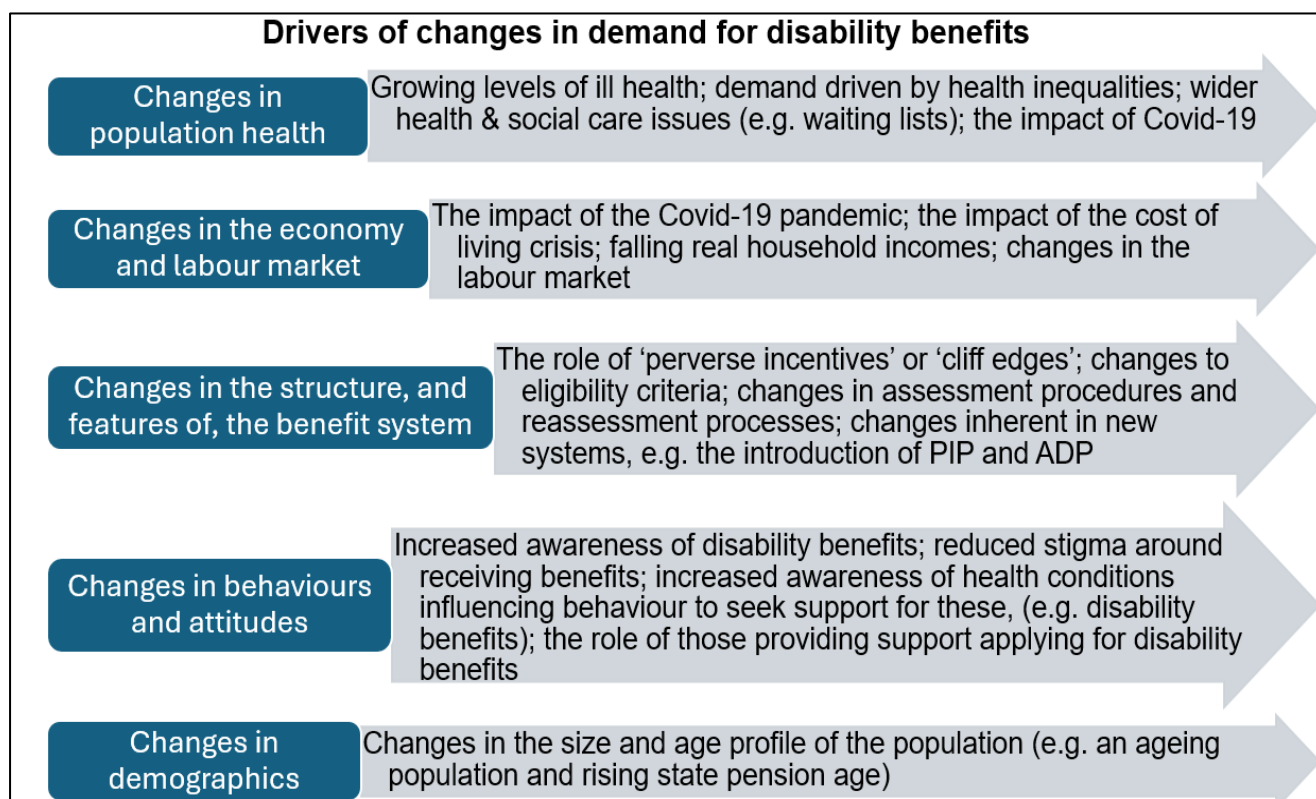 Drivers of changes in demand for disability benefits
Changes in
population health
Growing levels of ill health; demand driven by health inequalities; wider
health & social care issues (e.g. waiting lists); the impact of Covid-19
Changes in the economy
and labour market
The impact of the Covid-19 pandemic; the impact of the cost of
living crisis; falling real household incomes; changes in the
labour market
Changes in the structure, and
features of, the benefit system
The role of ‘perverse incentives’ or ‘cliff edges’; changes to
eligibility criteria; changes in assessment procedures and
reassessment processes; changes inherent in new
systems, e.g. the introduction of PIP and ADP
Changes in behaviours
and attitudes
Increased awareness of disability benefits; reduced stigma around
receiving benefits; increased awareness of health conditions
influencing behaviour to seek support for these, (e.g. disability
benefits); the role of those providing support applying for disability
benefits
Changes in
demographics
Changes in the size and age profile of the population (e.g. an ageing
population and rising state pension age)